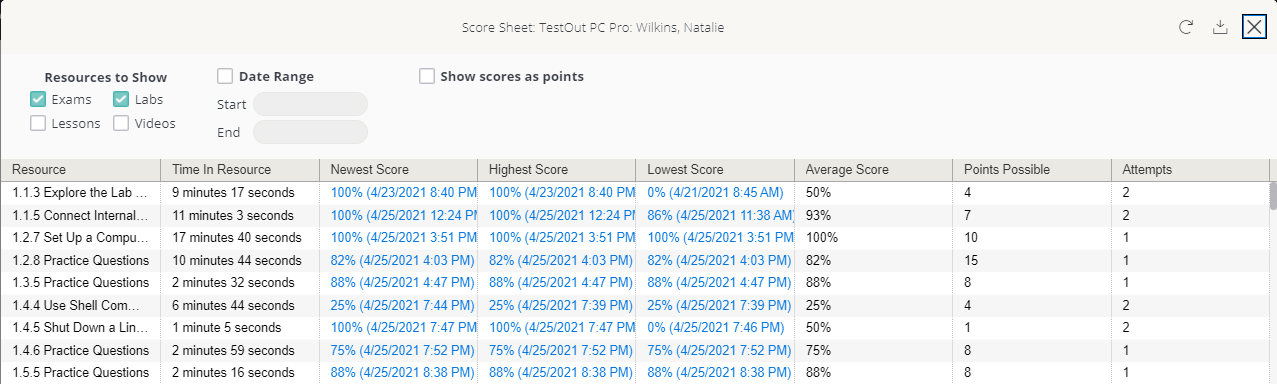 Score Sheet: TestOut PC Pro: Wilkins, Natalie
Resources to Show Date Range Show scores as points
Exams Labs Start
Lessons Videos End
Resource Time In Resource Newest Score Highest Score Lowest Score Average Score Points Possible Attempts
1.1.3 Explore the Lab ... 9 minutes 17 seconds 100% (4/23/2021 8:40 PM 100% (4/23/2021 8:40 PM 0% (4/21/2021 8:45 AM) 50% 4 2
1.1.5 Connect Internal... 11 minutes 3 seconds 100% (4/25/2021 12:24 PM 100% (4/25/2021 12:24 PM 86% (4/25/2021 11:38 AM) 93% 7 2
1.2.7 Set Up a Compu... 17 minutes 40 seconds 100% (4/25/2021 3:51 PM 100% (4/25/2021 3:51 PM 100% (4/25/2021 3:51 PM 100% 10 1
1.2.8 Practice Questions 10 minutes 44 seconds 82% (4/25/2021 4:03 PM) 82% (4/25/2021 4:03 PM) 82% (4/25/2021 4:03 PM) 82% 15 1
1.3.5 Practice Questions 2 minutes 32 seconds 88% (4/25/2021 4:47 PM) 88% (4/25/2021 4:47 PM) 88% (4/25/2021 4:47 PM) 88% 8 1
1.4.4 Use Shell Com... 6 minutes 44 seconds 25% (4/25/2021 7:44 PM) 25% (4/25/2021 7:39 PM) 25% (4/25/2021 7:39 PM) 25% 4 2
1.4.5 Shut Down a Lin... 1 minute 5 seconds 100% (4/25/2021 7:47 PM 100% (4/25/2021 7:47 PM 0% (4/25/2021 7:46 PM) 50% 1 2
1.4.6 Practice Questions 2 minutes 59 seconds 75% (4/25/2021 7:52 PM) 75% (4/25/2021 7:52 PM) 75% (4/25/2021 7:52 PM) 75% 8 1
1.5.5 Practice Questions 2 minutes 16 seconds 88% (4/25/2021 8:38 PM) 88% (4/25/2021 8:38 PM) 88% (4/25/2021 8:38 PM) 88% 8 1